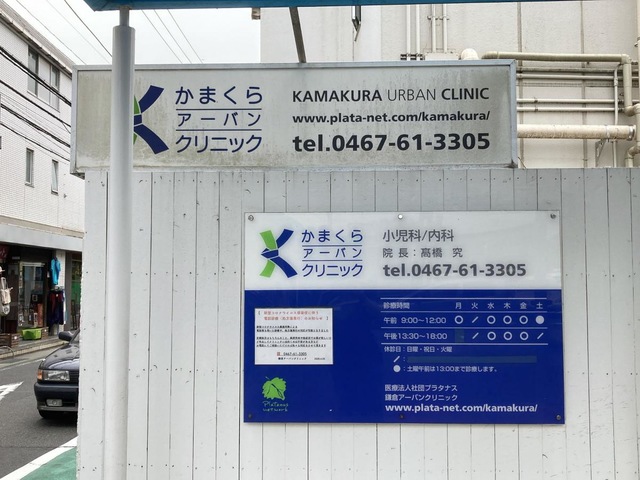 かまくら
アーバン
クリニック
KAMAKURA URBAN CLINIC
www.plata-net.com/kamakura/
tel.0467-61-3305
かまくら
アーバン
クリニック
小児科/内科
院 長：髙橋 究
tel.0467-61-3305
診療時間 月 火 水 木 金 土
午前 9:00~12:00 ○ / ○ ○ ○ ●
午後 13:30~18:00 ○ / ○ ○ ○ /
休診日：日曜・祝日・火曜
●：土曜午前は13:00まで診療します。
0467-61-3305
Platanus
network
医療法人社団プラタナス
鎌倉アーバンクリニック
www.plata-net.com/kamakura/